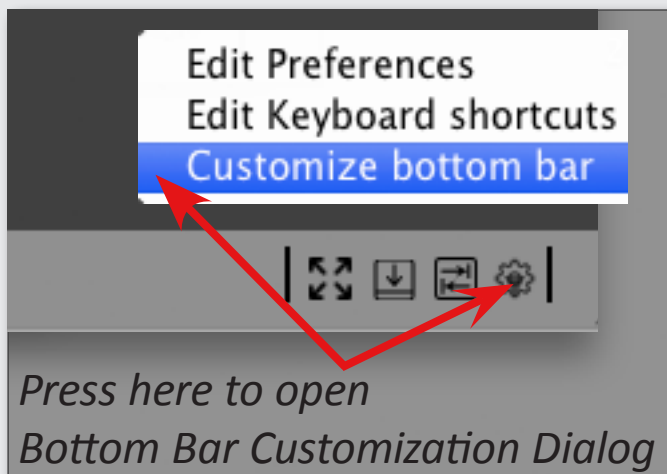 Edit Preferences
Edit Keyboard shortcuts
Customize bottom bar
Press here to open
Bottom Bar Customization Dialog